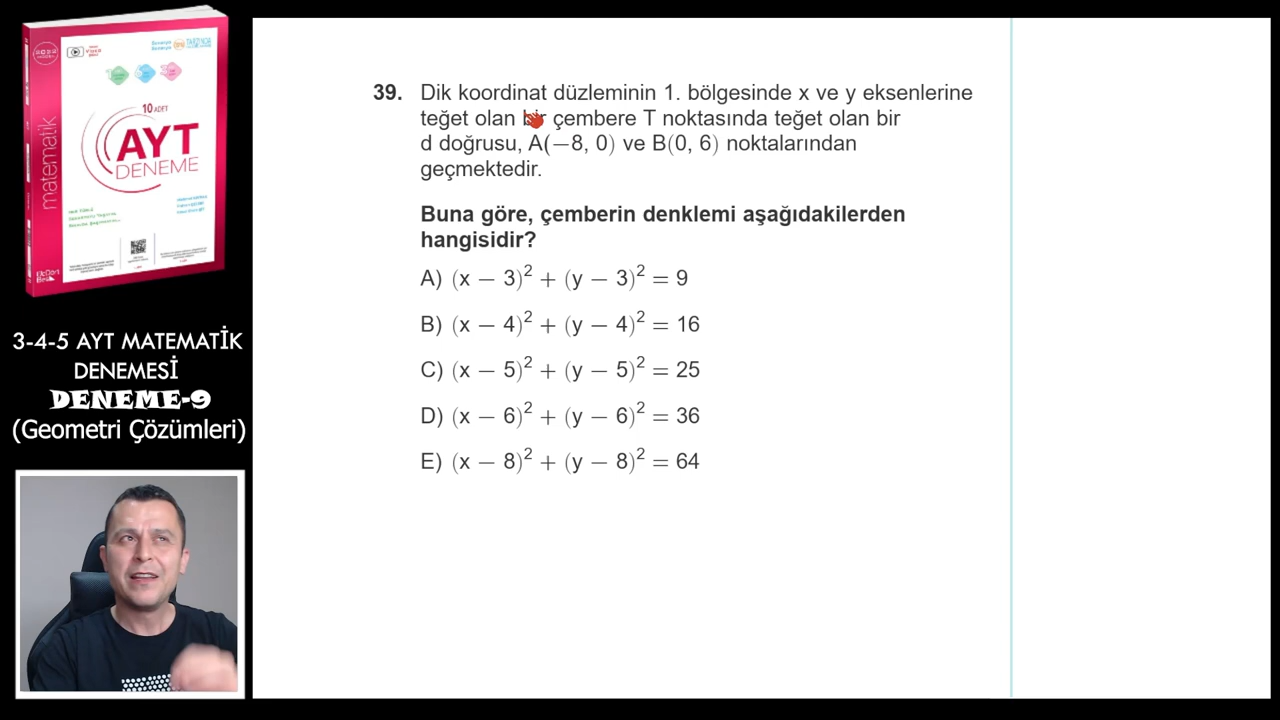 matematik
10 ADET
AYT
DENEME
39. Dik koordinat düzleminin 1. bölgesinde x ve y eksenlerine
teğet olan bir çembere T noktasında teğet olan bir
d doğrusu, A(−8, 0) ve B(0, 6) noktalarından
geçmektedir.
Buna göre, çemberin denklemi aşağıdakilerden
hangisidir?
A) (x − 3)² + (y − 3)² = 9
B) (x − 4)² + (y − 4)² = 16
C) (x − 5)² + (y − 5)² = 25
D) (x − 6)² + (y − 6)² = 36
E) (x − 8)² + (y − 8)² = 64
3-4-5 AYT MATEMATİK
DENEMESİ
DENEME-9
(Geometri Çözümleri)